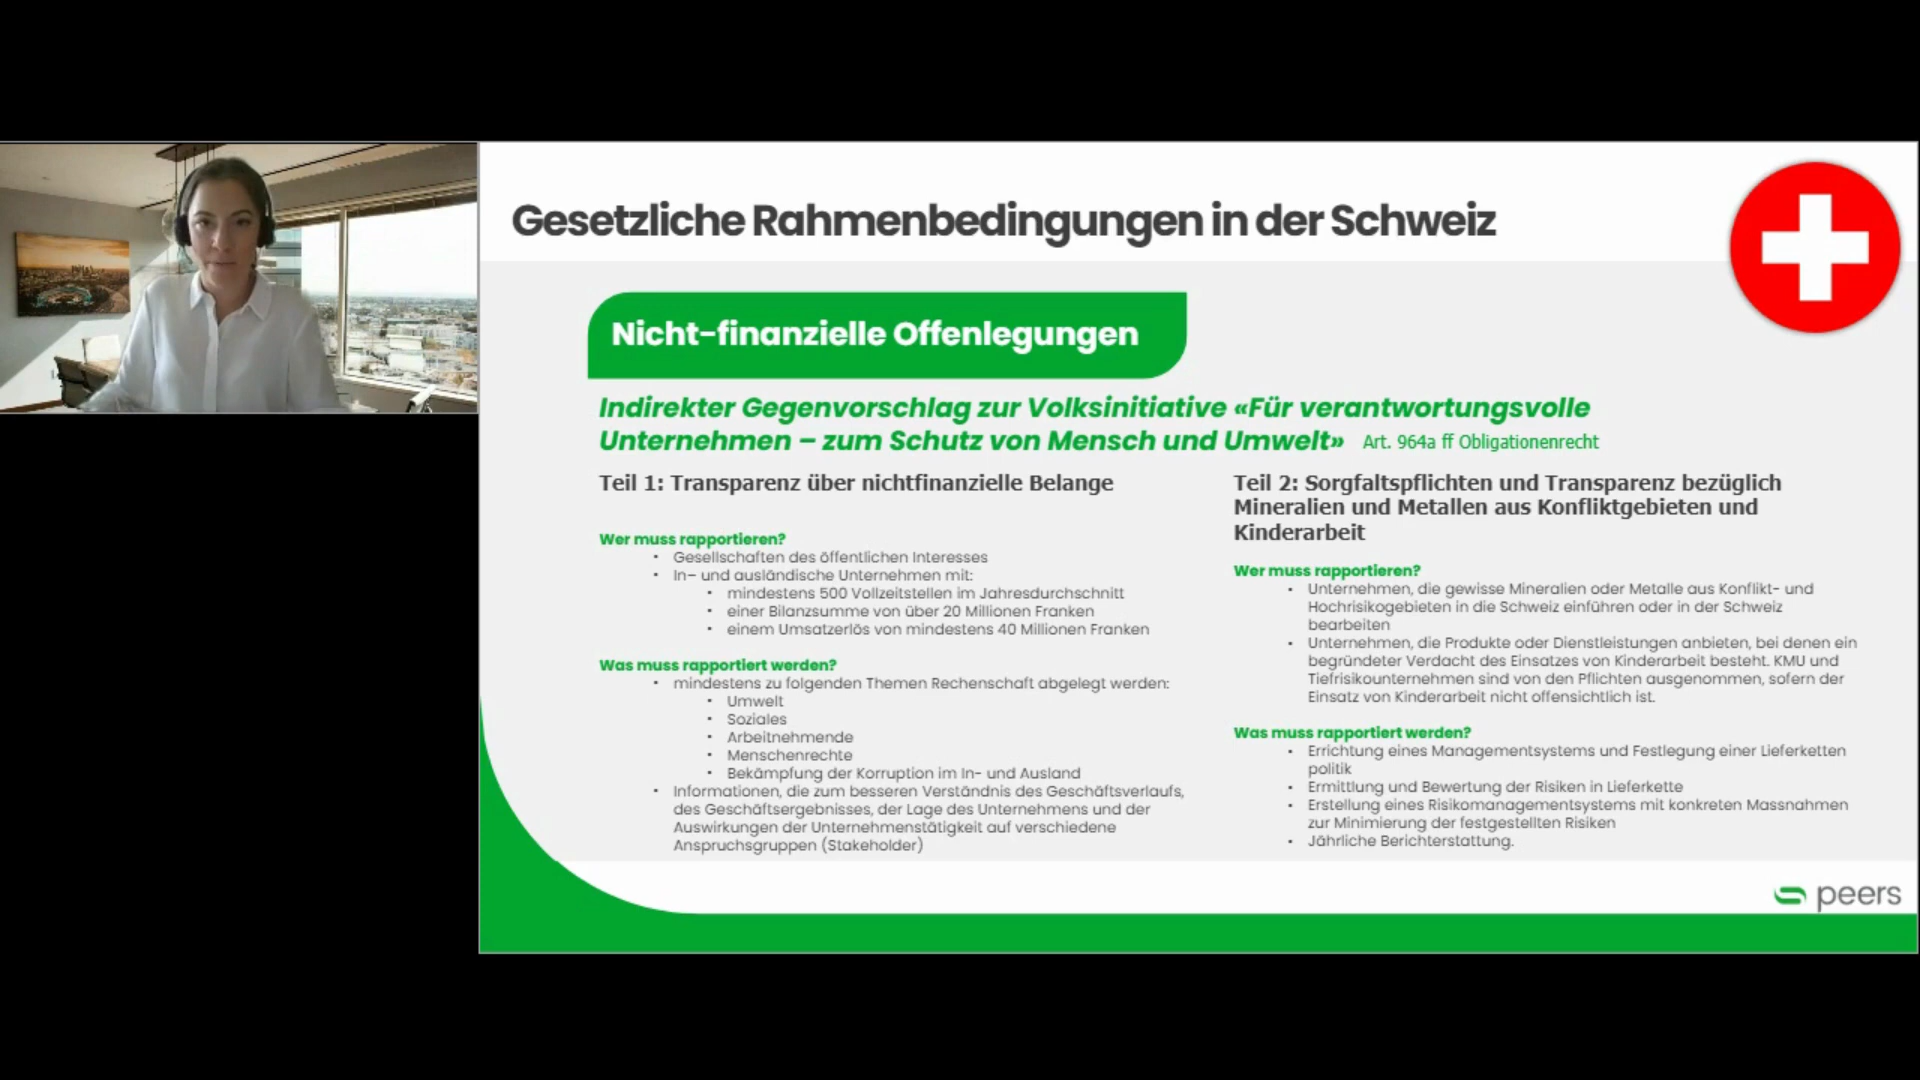 Gesetzliche Rahmenbedingungen in der Schweiz
Nicht-finanzielle Offenlegungen
Indirekter Gegenvorschlag zur Volksinitiative «Für verantwortungsvolle
Unternehmen – zum Schutz von Mensch und Umwelt» Art. 964a ff Obligationenrecht
Teil 1: Transparenz über nichtfinanzielle Belange
Wer muss rapportieren?
• Gesellschaften des öffentlichen Interesses
• In- und ausländische Unternehmen mit:
• mindestens 500 Vollzeitstellen im Jahresdurchschnitt
• einer Bilanzsumme von über 20 Millionen Franken
• einem Umsatzerlös von mindestens 40 Millionen Franken
Was muss rapportiert werden?
• mindestens zu folgenden Themen Rechenschaft abgelegt werden:
• Umwelt
• Soziales
• Arbeitnehmende
• Menschenrechte
• Bekämpfung der Korruption im In- und Ausland
• Informationen, die zum besseren Verständnis des Geschäftsverlaufs,
des Geschäftsergebnisses, der Lage des Unternehmens und der
Auswirkungen der Unternehmenstätigkeit auf verschiedene
Anspruchsgruppen (Stakeholder)
Teil 2: Sorgfaltspflichten und Transparenz bezüglich
Mineralien und Metallen aus Konfliktgebieten und
Kinderarbeit
Wer muss rapportieren?
• Unternehmen, die gewisse Mineralien oder Metalle aus Konflikt- und
Hochrisikogebieten in die Schweiz einführen oder in der Schweiz
bearbeiten
• Unternehmen, die Produkte oder Dienstleistungen anbieten, bei denen ein
begründeter Verdacht des Einsatzes von Kinderarbeit besteht. KMU und
Tiefrisikounternehmen sind von den Pflichten ausgenommen, sofern der
Einsatz von Kinderarbeit nicht offensichtlich ist.
Was muss rapportiert werden?
• Errichtung eines Managementsystems und Festlegung einer Lieferketten
politik
• Ermittlung und Bewertung der Risiken in Lieferkette
• Erstellung eines Risikomanagementsystems mit konkreten Massnahmen
zur Minimierung der festgestellten Risiken
• Jährliche Berichterstattung.
peers